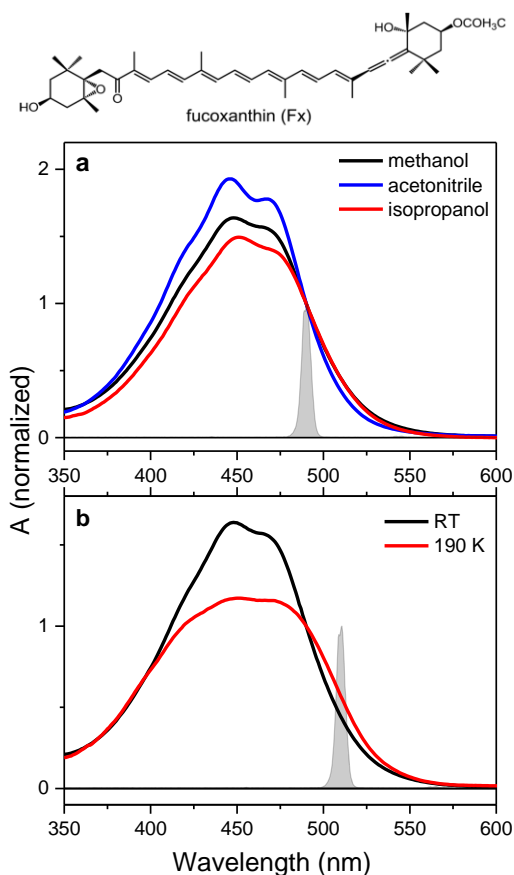 HO
OCOCH3C
O
O
HO
fucoxanthin (Fx)
a
methanol
acetonitrile
isopropanol
2
1
0
350 400 450 500 550 600
A (normalized)
b
RT
190 K
1
0
350 400 450 500 550 600
Wavelength (nm)